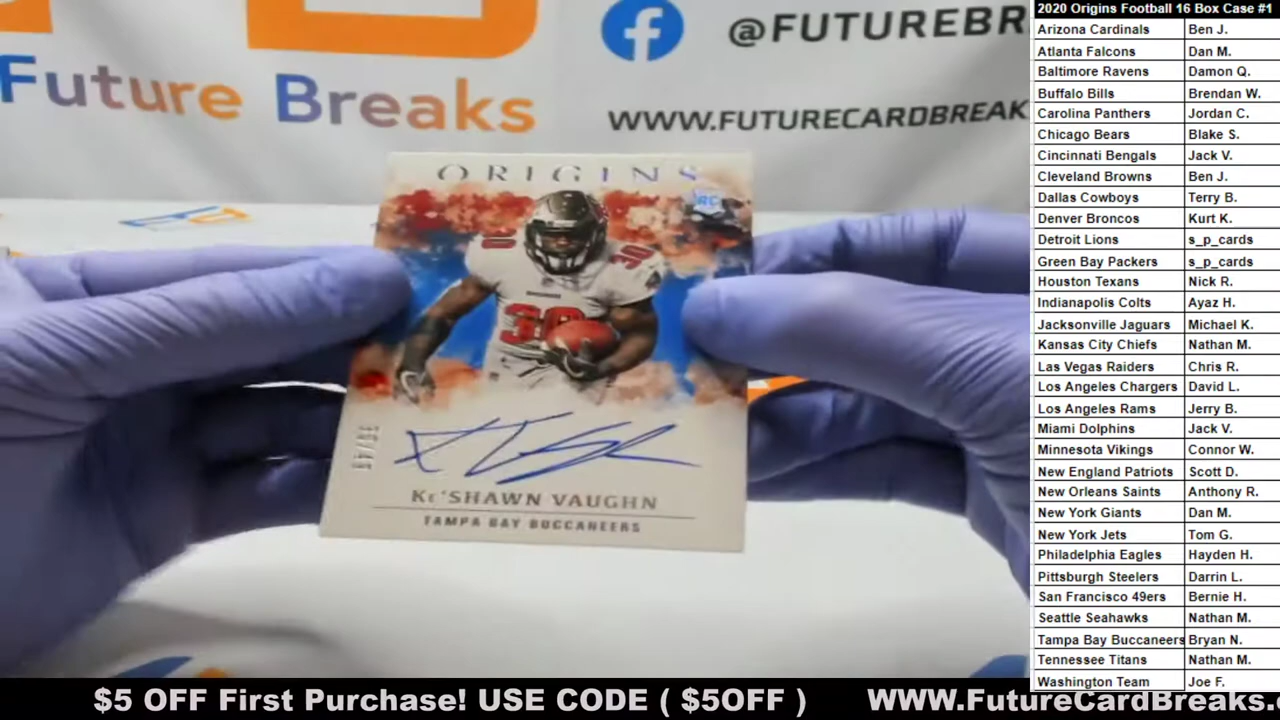 @FUTUREBR
Future Breaks
WWW.FUTURECARDBREAK
ORIGINS
RC
30
30
KE'SHAWN VAUGHN
TAMPA BAY BUCCANEERS
2020 Origins Football 16 Box Case #1
Arizona Cardinals Ben J.
Atlanta Falcons Dan M.
Baltimore Ravens Damon Q.
Buffalo Bills Brendan W.
Carolina Panthers Jordan C.
Chicago Bears Blake S.
Cincinnati Bengals Jack V.
Cleveland Browns Ben J.
Dallas Cowboys Terry B.
Denver Broncos Kurt K.
Detroit Lions s_p_cards
Green Bay Packers s_p_cards
Houston Texans Nick R.
Indianapolis Colts Ayaz H.
Jacksonville Jaguars Michael K.
Kansas City Chiefs Nathan M.
Las Vegas Raiders Chris R.
Los Angeles Chargers David L.
Los Angeles Rams Jerry B.
Miami Dolphins Jack V.
Minnesota Vikings Connor W.
New England Patriots Scott D.
New Orleans Saints Anthony R.
New York Giants Dan M.
New York Jets Tom G.
Philadelphia Eagles Hayden H.
Pittsburgh Steelers Darrin L.
San Francisco 49ers Bernie H.
Seattle Seahawks Nathan M.
Tampa Bay Buccaneers Bryan N.
Tennessee Titans Nathan M.
Washington Team Joe F.
$5 OFF First Purchase! USE CODE ( $5OFF ) WWW.FutureCardBreaks.c